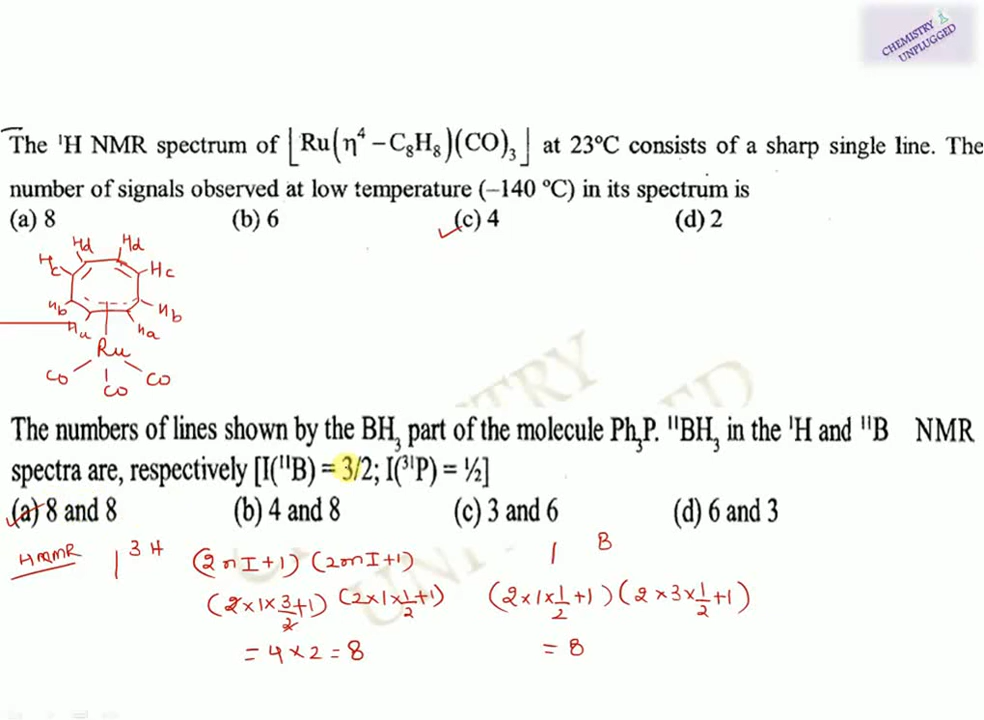 CHEMISTRY
UNPLUGGED
The ¹H NMR spectrum of [Ru(η⁴ – C₈H₈)(CO)₃] at 23°C consists of a sharp single line. The
number of signals observed at low temperature (–140 °C) in its spectrum is
(a) 8 (b) 6 (c) 4 (d) 2
Hd Hd
Hc Hc
Hb Hb
Ha Ha
Ru
CO CO CO
The numbers of lines shown by the BH₃ part of the molecule Ph₃P. ¹¹BH₃ in the ¹H and ¹¹B NMR
spectra are, respectively [I(¹¹B) = 3/2; I(³¹P) = ½]
(a) 8 and 8 (b) 4 and 8 (c) 3 and 6 (d) 6 and 3
HNMR 3 H (2nI+1) (2mI+1) B
(2×1×3/2+1) (2×1×1/2+1) (2×1×1/2+1)(2×3×1/2+1)
= 4×2 = 8 = 8